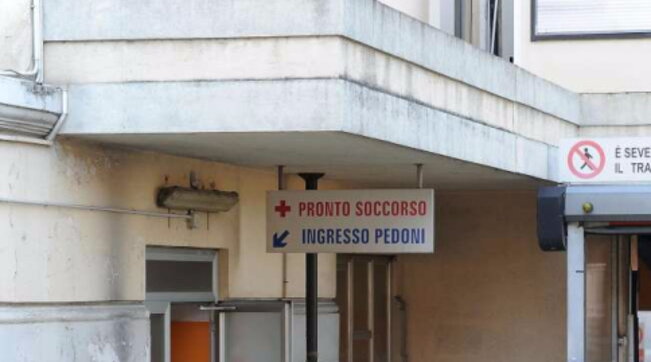 PRONTO SOCCORSO
INGRESSO PEDONI
É SEVE
IL TRA